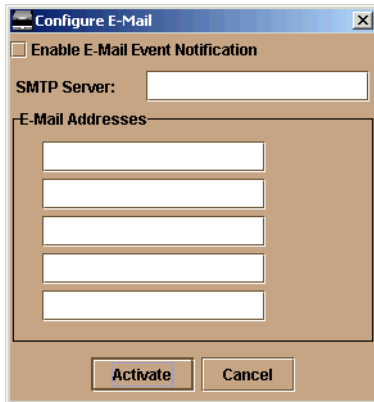 Configure E-Mail
Enable E-Mail Event Notification
SMTP Server:
E-Mail Addresses
Activate Cancel